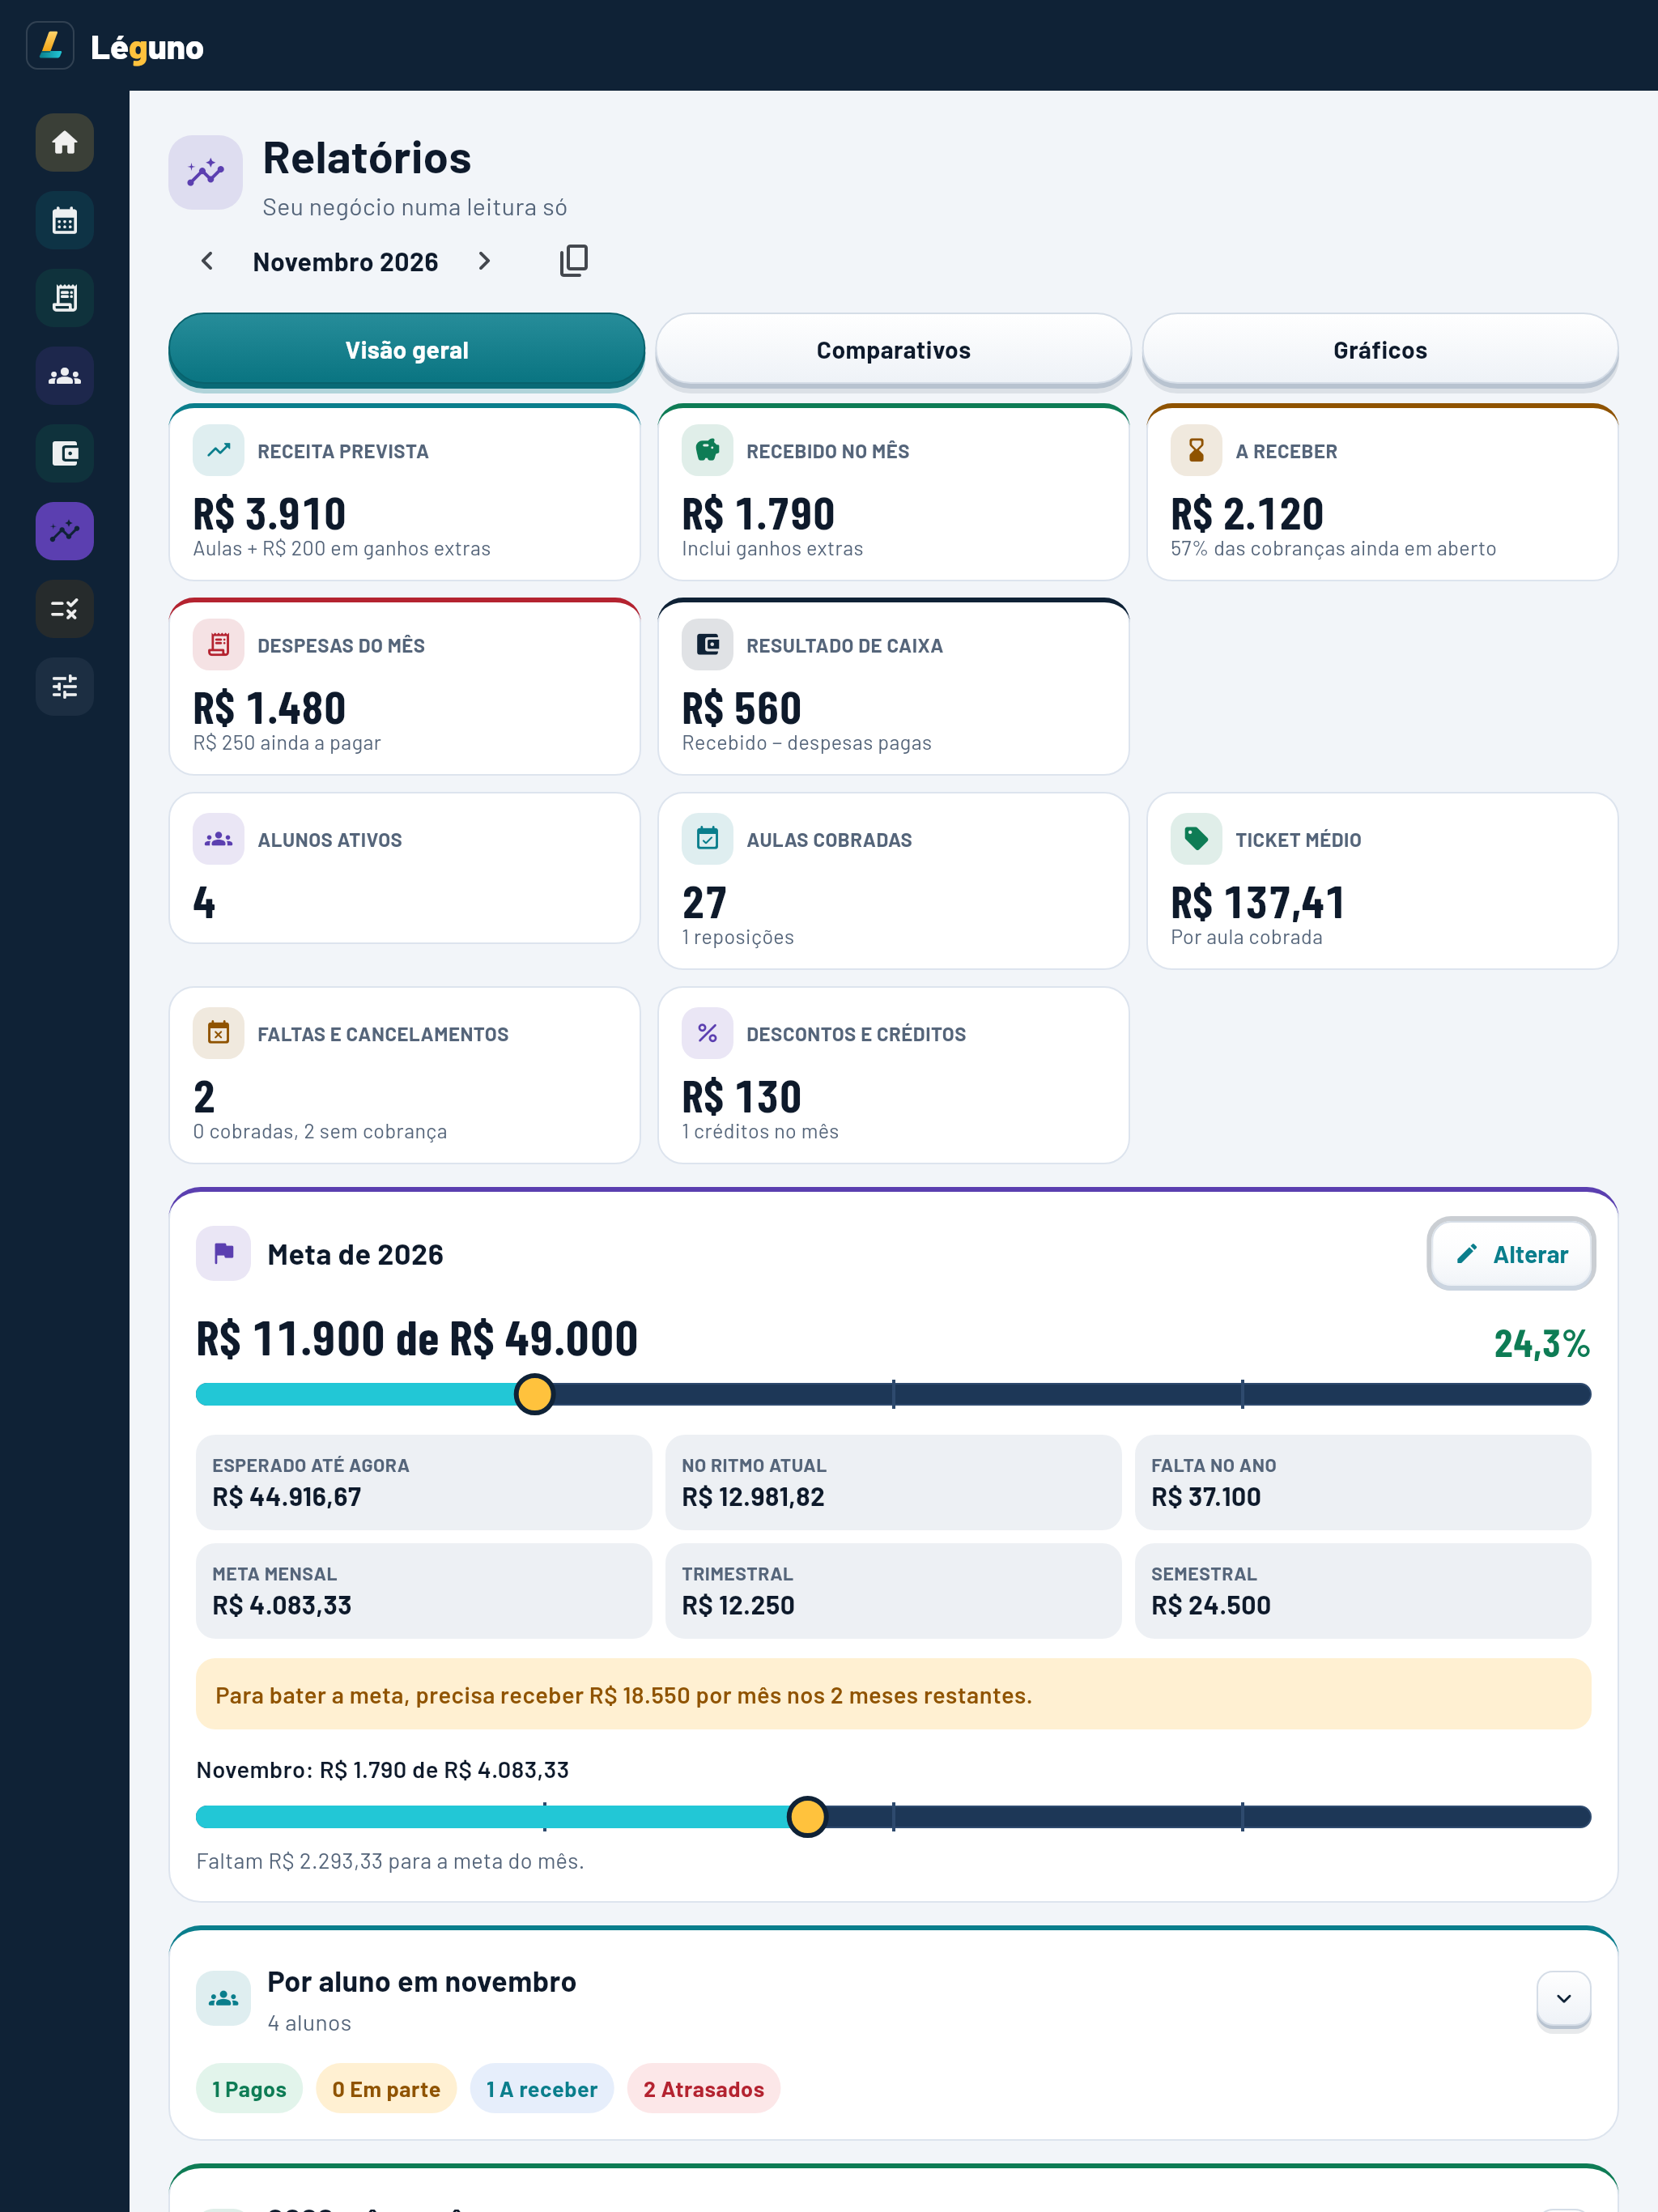 Léguno
Relatórios
Seu negócio numa leitura só
Novembro 2026
Visão geral
Comparativos
Gráficos
RECEITA PREVISTA
R$ 3.910
Aulas + R$ 200 em ganhos extras
RECEBIDO NO MÊS
R$ 1.790
Inclui ganhos extras
A RECEBER
R$ 2.120
57% das cobranças ainda em aberto
DESPESAS DO MÊS
R$ 1.480
R$ 250 ainda a pagar
RESULTADO DE CAIXA
R$ 560
Recebido – despesas pagas
ALUNOS ATIVOS
4
AULAS COBRADAS
27
1 reposições
TICKET MÉDIO
R$ 137,41
Por aula cobrada
FALTAS E CANCELAMENTOS
2
0 cobradas, 2 sem cobrança
DESCONTOS E CRÉDITOS
R$ 130
1 créditos no mês
Meta de 2026
Alterar
R$ 11.900 de R$ 49.000
24,3%
ESPERADO ATÉ AGORA
R$ 44.916,67
NO RITMO ATUAL
R$ 12.981,82
FALTA NO ANO
R$ 37.100
META MENSAL
R$ 4.083,33
TRIMESTRAL
R$ 12.250
SEMESTRAL
R$ 24.500
Para bater a meta, precisa receber R$ 18.550 por mês nos 2 meses restantes.
Novembro: R$ 1.790 de R$ 4.083,33
Faltam R$ 2.293,33 para a meta do mês.
Por aluno em novembro
4 alunos
1 Pagos
0 Em parte
1 A receber
2 Atrasados